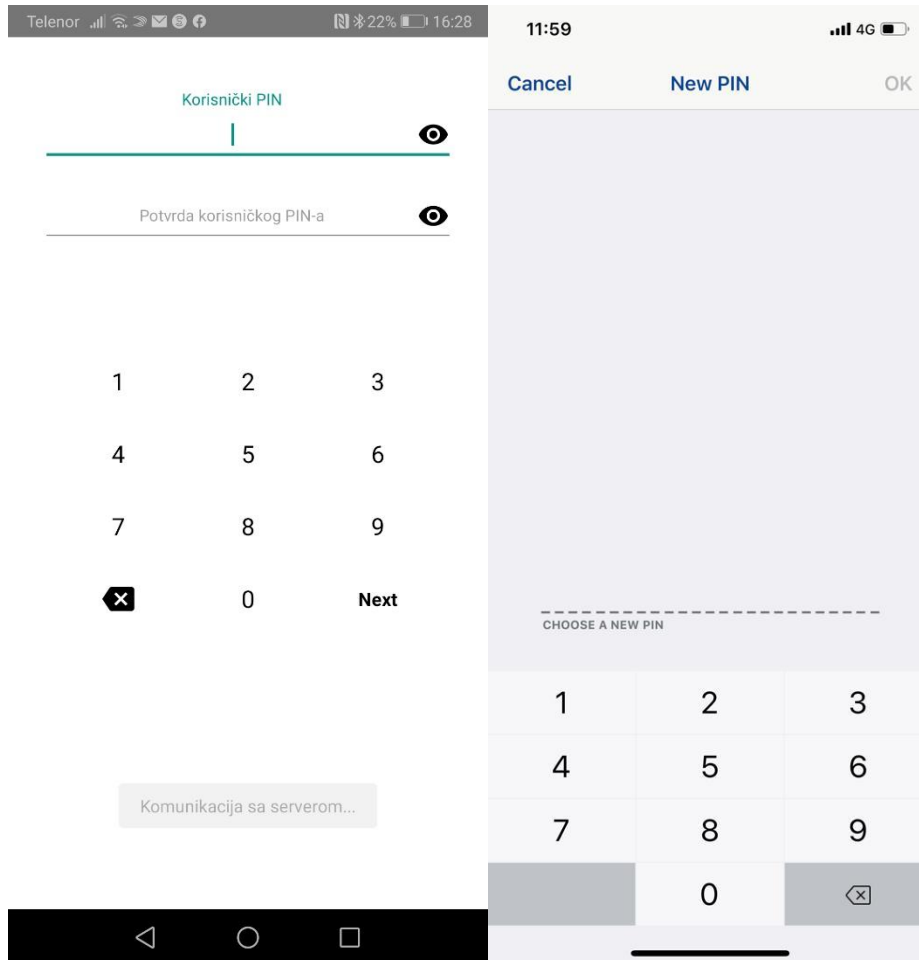 Telenor 22% 16:28
Korisnički PIN
Potvrda korisničkog PIN-a
1 2 3
4 5 6
7 8 9
0 Next
Komunikacija sa serverom...
11:59 4G
Cancel New PIN OK
CHOOSE A NEW PIN
1 2 3
4 5 6
7 8 9
0